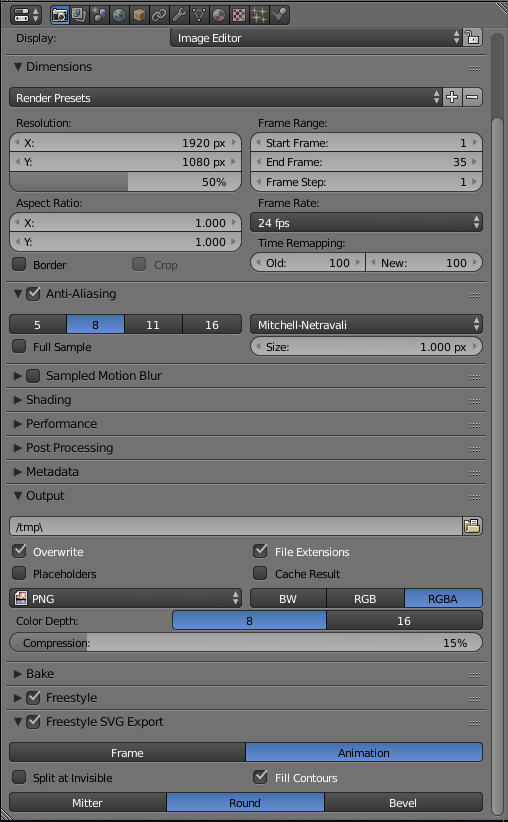 Display: Image Editor
Dimensions
Render Presets
Resolution: Frame Range:
X: 1920 px Start Frame: 1
Y: 1080 px End Frame: 35
50% Frame Step: 1
Aspect Ratio: Frame Rate:
X: 1.000 24 fps
Y: 1.000 Time Remapping:
Border Crop Old: 100 New: 100
Anti-Aliasing
5 8 11 16 Mitchell-Netravali
Full Sample Size: 1.000 px
Sampled Motion Blur
Shading
Performance
Post Processing
Metadata
Output
/tmp\
Overwrite File Extensions
Placeholders Cache Result
PNG BW RGB RGBA
Color Depth: 8 16
Compression: 15%
Bake
Freestyle
Freestyle SVG Export
Frame Animation
Split at Invisible Fill Contours
Mitter Round Bevel